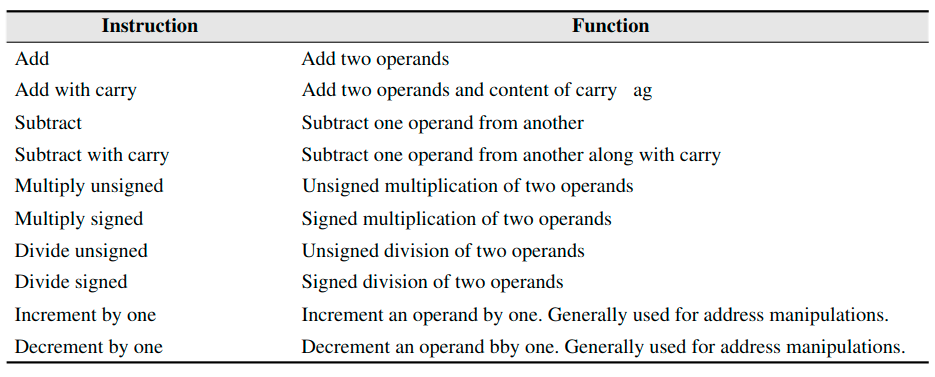 Instruction Function
Add Add two operands
Add with carry Add two operands and content of carry ag
Subtract Subtract one operand from another
Subtract with carry Subtract one operand from another along with carry
Multiply unsigned Unsigned multiplication of two operands
Multiply signed Signed multiplication of two operands
Divide unsigned Unsigned division of two operands
Divide signed Signed division of two operands
Increment by one Increment an operand by one. Generally used for address manipulations.
Decrement by one Decrement an operand bby one. Generally used for address manipulations.